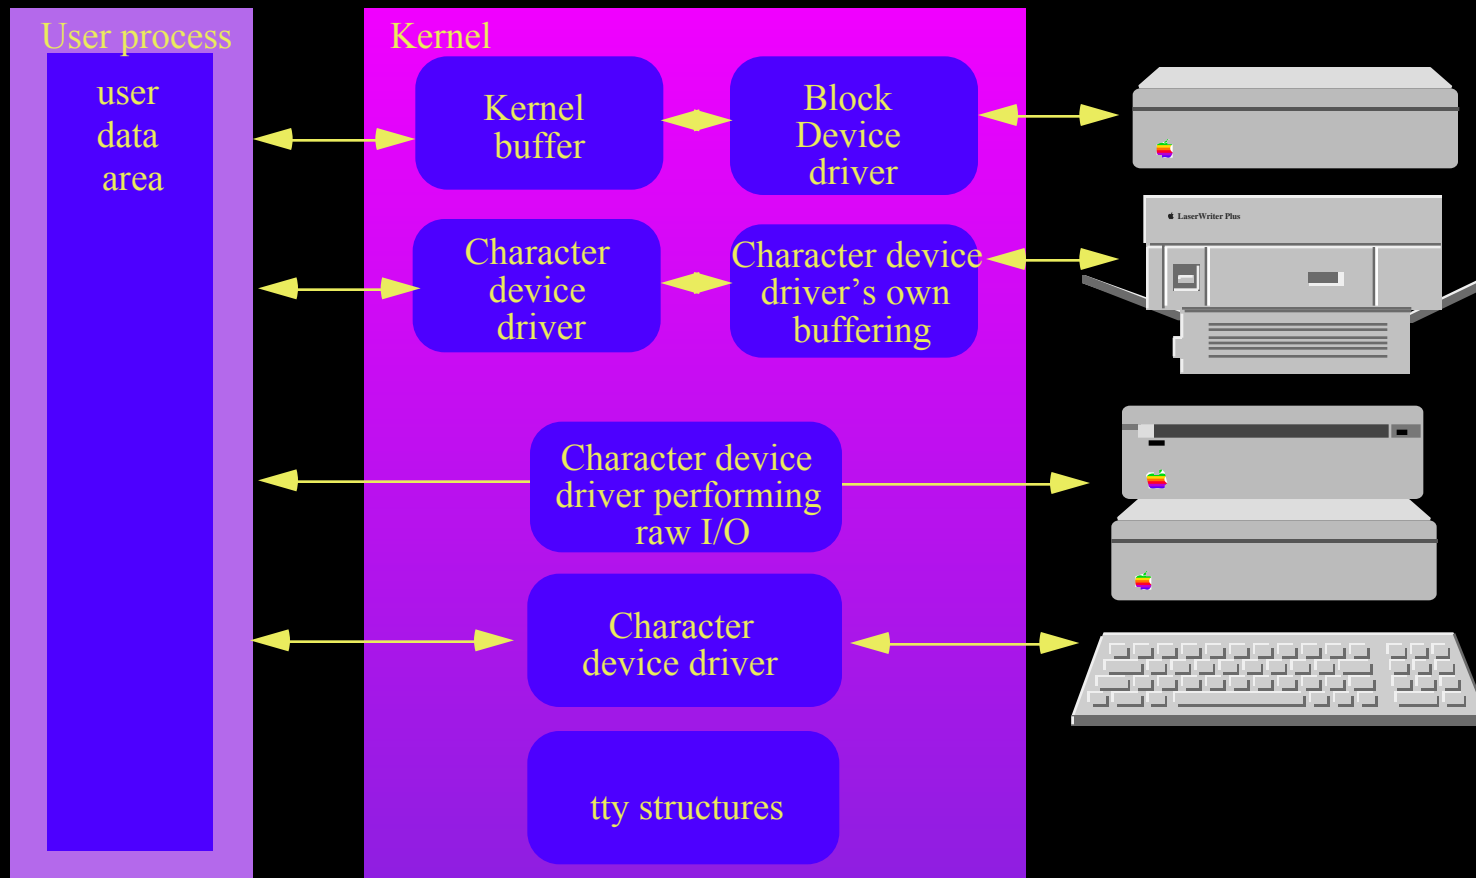 User process
user
data
area
Kernel
Kernel
buffer
Block
Device
driver
Character
device
driver
Character device
driver’s own
buffering
Character device
driver performing
raw I/O
Character
device driver
tty structures
LaserWriter Plus